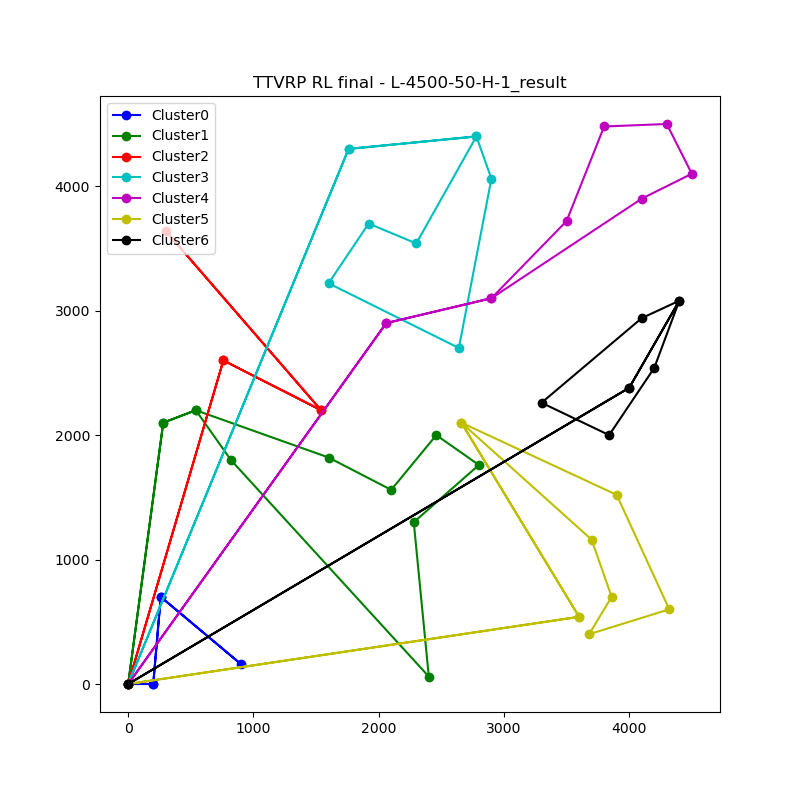 TTVRP RL final - L-4500-50-H-1_result
Cluster0
Cluster1
Cluster2
Cluster3
Cluster4
Cluster5
Cluster6
4000
3000
2000
1000
0
0 1000 2000 3000 4000